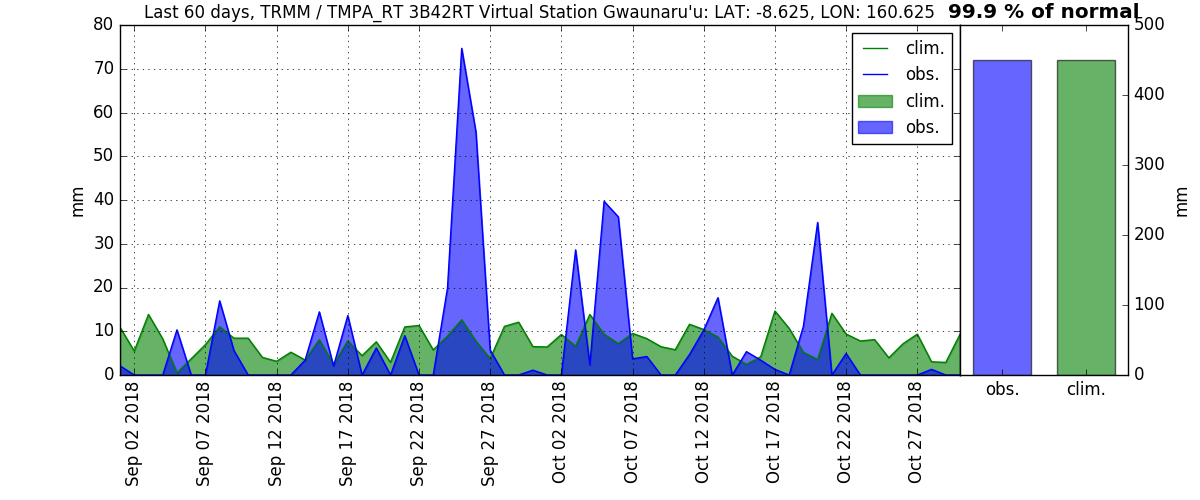 Last 60 days, TRMM / TMPA_RT 3B42RT Virtual Station Gwaunaru'u: LAT: -8.625, LON: 160.625 99.9 % of normal
80
70
60
50
40
30
20
10
0
mm
clim.
obs.
clim.
obs.
500
400
300
200
100
0
mm
obs.
clim.
Sep 02 2018
Sep 07 2018
Sep 12 2018
Sep 17 2018
Sep 22 2018
Sep 27 2018
Oct 02 2018
Oct 07 2018
Oct 12 2018
Oct 17 2018
Oct 22 2018
Oct 27 2018